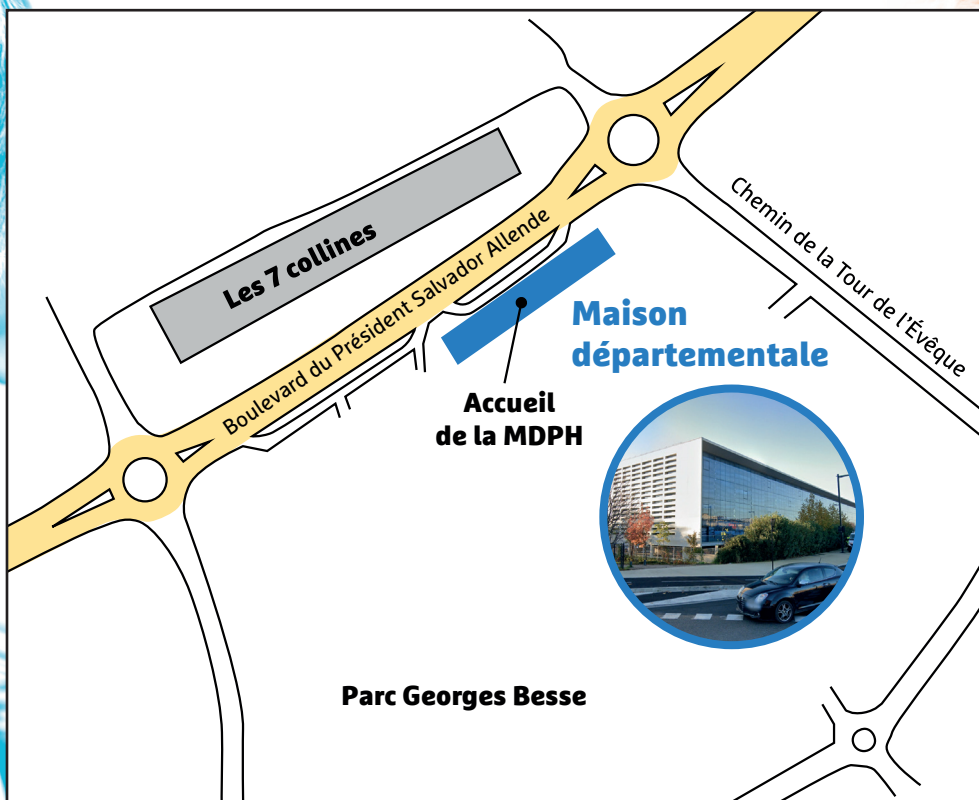 Chemin de la Tour de l'Évêque
Les 7 collines
Boulevard du Président Salvador Allende
Maison
départementale
Accueil
de la MDPH
Parc Georges Besse